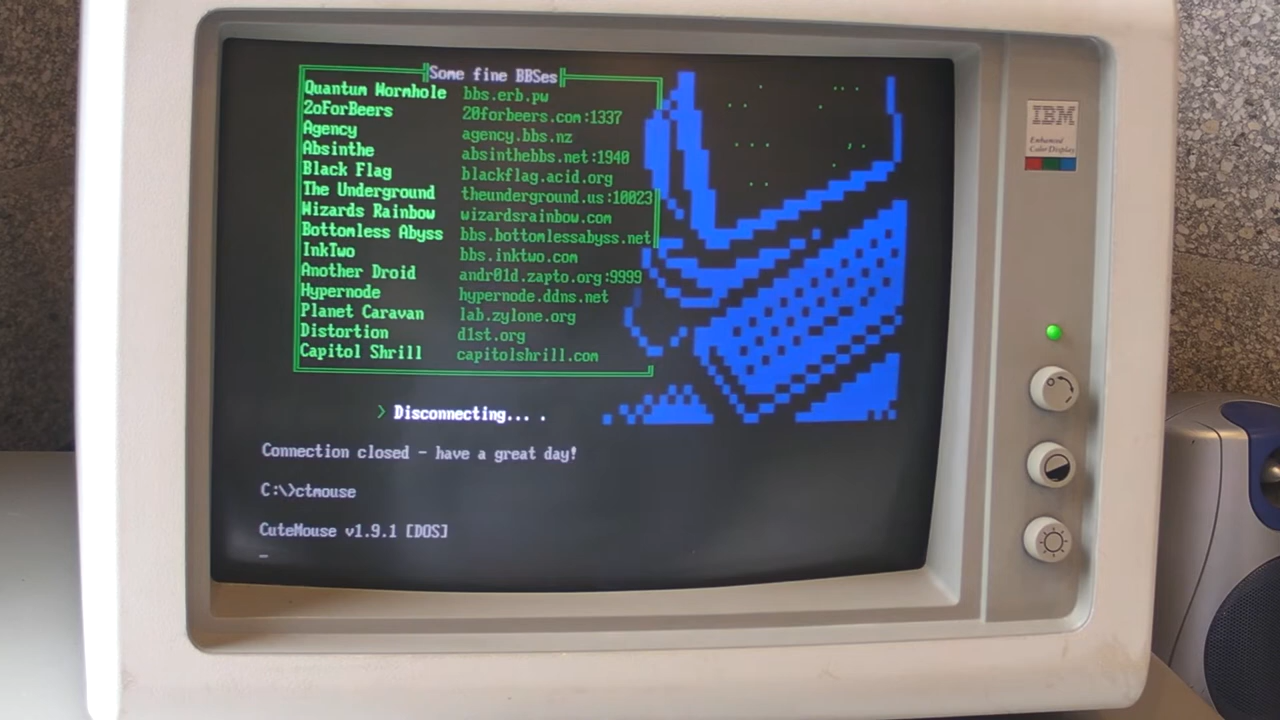 Some fine BBSes
Quantum Wormhole bbs.erb.pw
2oForBeers 20forbeers.com:1337
Agency agency.bbs.nz
Absinthe absinthebbs.net:1940
Black Flag blackflag.acid.org
The Underground theunderground.us:10023
Wizards Rainbow wizardsrainbow.com
Bottomless Abyss bbs.bottomlessabyss.net
InkTwo bbs.inktwo.com
Another Droid andr01d.zapto.org:9999
Hypernode hypernode.ddns.net
Planet Caravan lab.zylone.org
Distortion d1st.org
Capitol Shrill capitolshrill.com
> Disconnecting... .
Connection closed - have a great day!
C:\>ctmouse
CuteMouse v1.9.1 [DOS]
IBM
Enhanced
Color Display